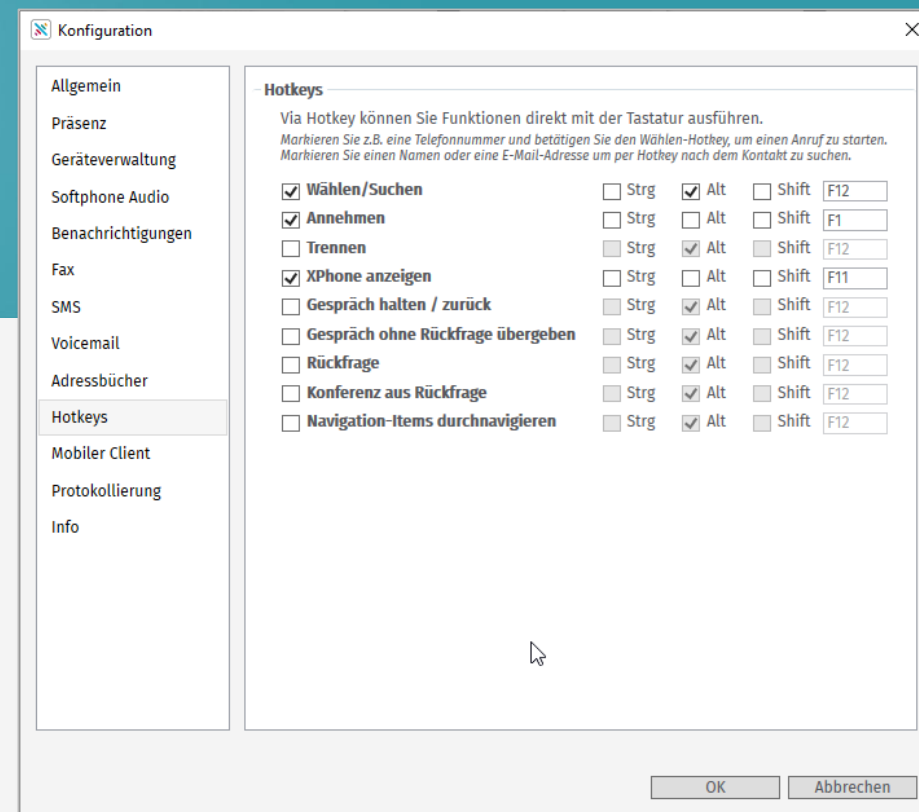 Konfiguration
Allgemein
Präsenz
Geräteverwaltung
Softphone Audio
Benachrichtigungen
Fax
SMS
Voicemail
Adressbücher
Hotkeys
Mobiler Client
Protokollierung
Info
Hotkeys
Via Hotkey können Sie Funktionen direkt mit der Tastatur ausführen.
Markieren Sie z.B. eine Telefonnummer und betätigen Sie den Wählen-Hotkey, um einen Anruf zu starten.
Markieren Sie einen Namen oder eine E-Mail-Adresse um per Hotkey nach dem Kontakt zu suchen.
Wählen/Suchen Strg Alt Shift F12
Annehmen Strg Alt Shift F1
Trennen Strg Alt Shift F12
XPhone anzeigen Strg Alt Shift F11
Gespräch halten / zurück Strg Alt Shift F12
Gespräch ohne Rückfrage übergeben Strg Alt Shift F12
Rückfrage Strg Alt Shift F12
Konferenz aus Rückfrage Strg Alt Shift F12
Navigation-Items durchnavigieren Strg Alt Shift F12
OK Abbrechen